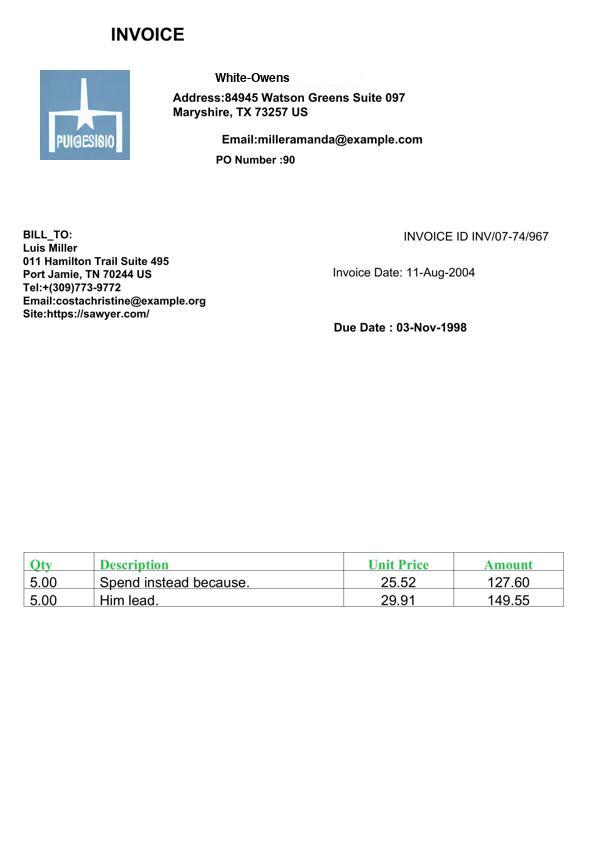 INVOICE
White-Owens
Address:84945 Watson Greens Suite 097
Maryshire, TX 73257 US
PUIGESIBIO
Email:milleramanda@example.com
PO Number :90
BILL_TO:
Luis Miller
011 Hamilton Trail Suite 495
Port Jamie, TN 70244 US
Tel:+(309)773-9772
Email:costachristine@example.org
Site:https://sawyer.com/
INVOICE ID INV/07-74/967
Invoice Date: 11-Aug-2004
Due Date : 03-Nov-1998
Qty Description Unit Price Amount
5.00 Spend instead because. 25.52 127.60
5.00 Him lead. 29.91 149.55